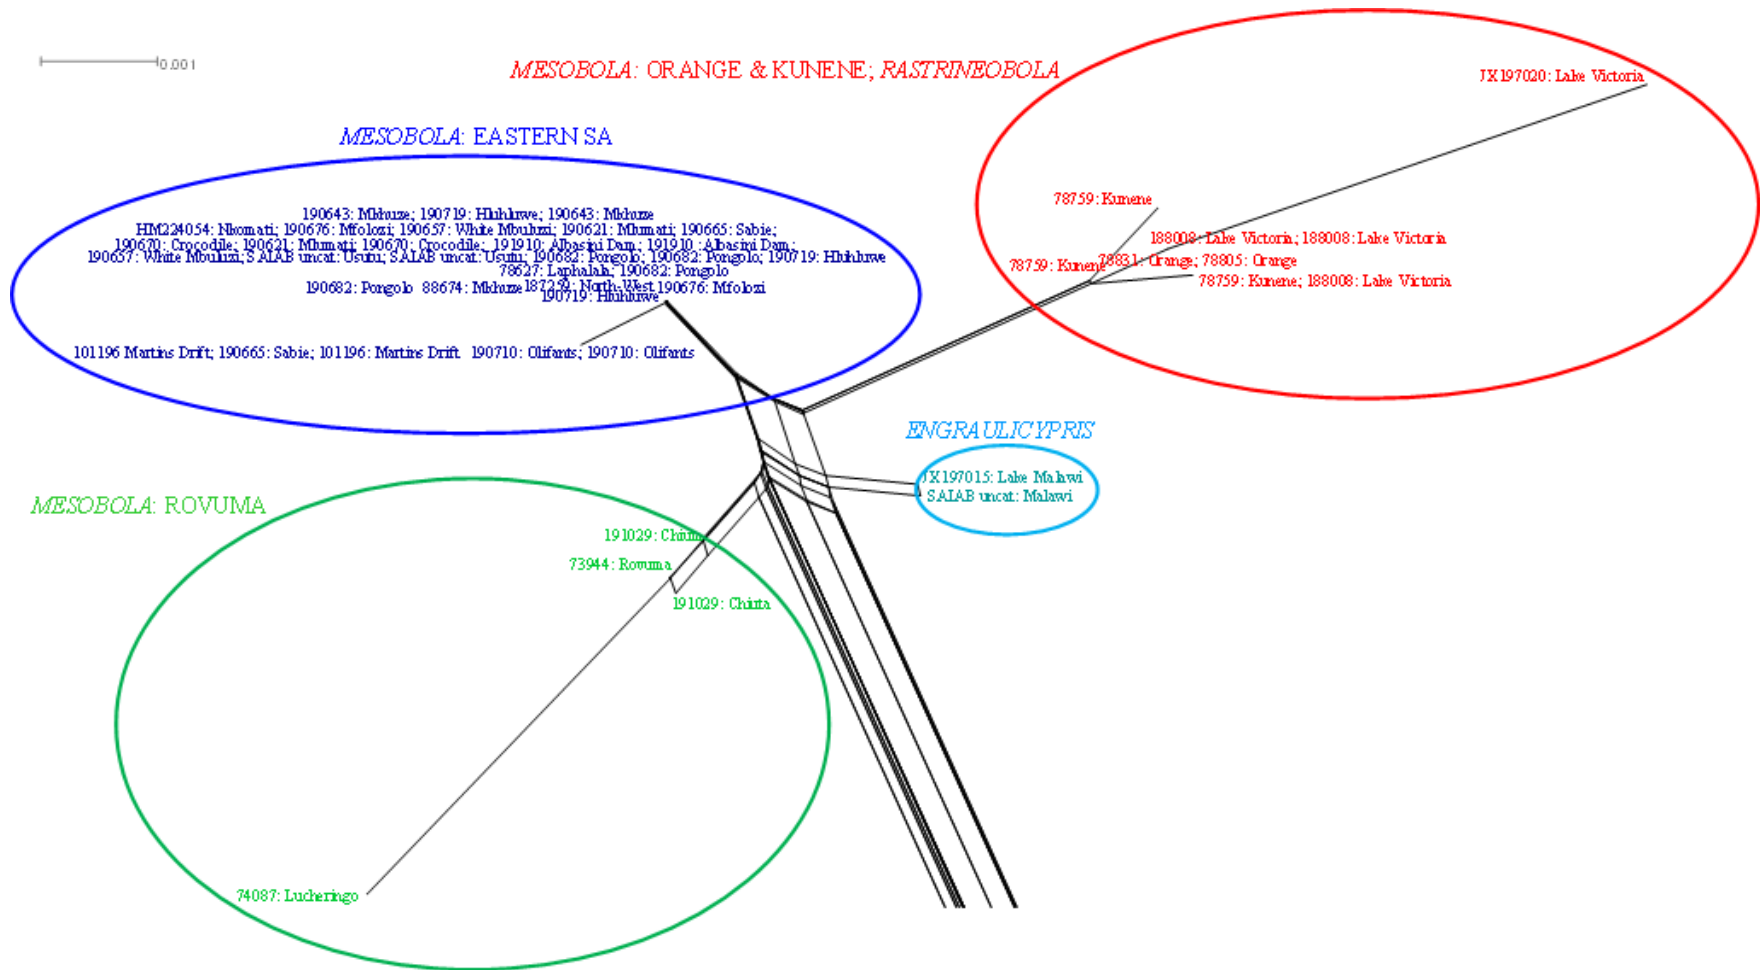 0.001
MESOBOLA: ORANGE & KUNENE; RASTRINEOBOLA
JX197020: Lake Victoria
MESOBOLA: EASTERN SA
78759: Kunene
190643: Mkhuze; 190719: Hluhluwe; 190643: Mkhuze
HM224054: Nkomati; 190676: Mfolozi; 190657: White Mbuluzi; 190621: Mlumati; 190665: Sabie;
190670: Crocodile; 190621: Mlumati; 190670: Crocodile; 191910: Albasini Dam; 191910: Albasini Dam;
190657: White Mbuluzi; SAIAB uncat: Usutu; SAIAB uncat: Usutu; 190682: Pongolo; 190682: Pongolo; 190719: Hluhluwe
78627: Laphalala; 190682: Pongolo
190682: Pongolo 88674: Mkhuze 187259: North-West 190676: Mfolozi
190719: Hluhluwe
188008: Lake Victoria; 188008: Lake Victoria
78759: Kunene 78831: Orange; 78805: Orange
78759: Kunene; 188008: Lake Victoria
101196 Martins Drift; 190665: Sabie; 101196: Martins Drift 190710: Olifants; 190710: Olifants
ENGRAULICYPRIS
JX197015: Lake Malawi
SAIAB uncat: Malawi
MESOBOLA: ROVUMA
191029: Chiuta
73944: Rovuma
191029: Chiuta
74087: Lucheringo